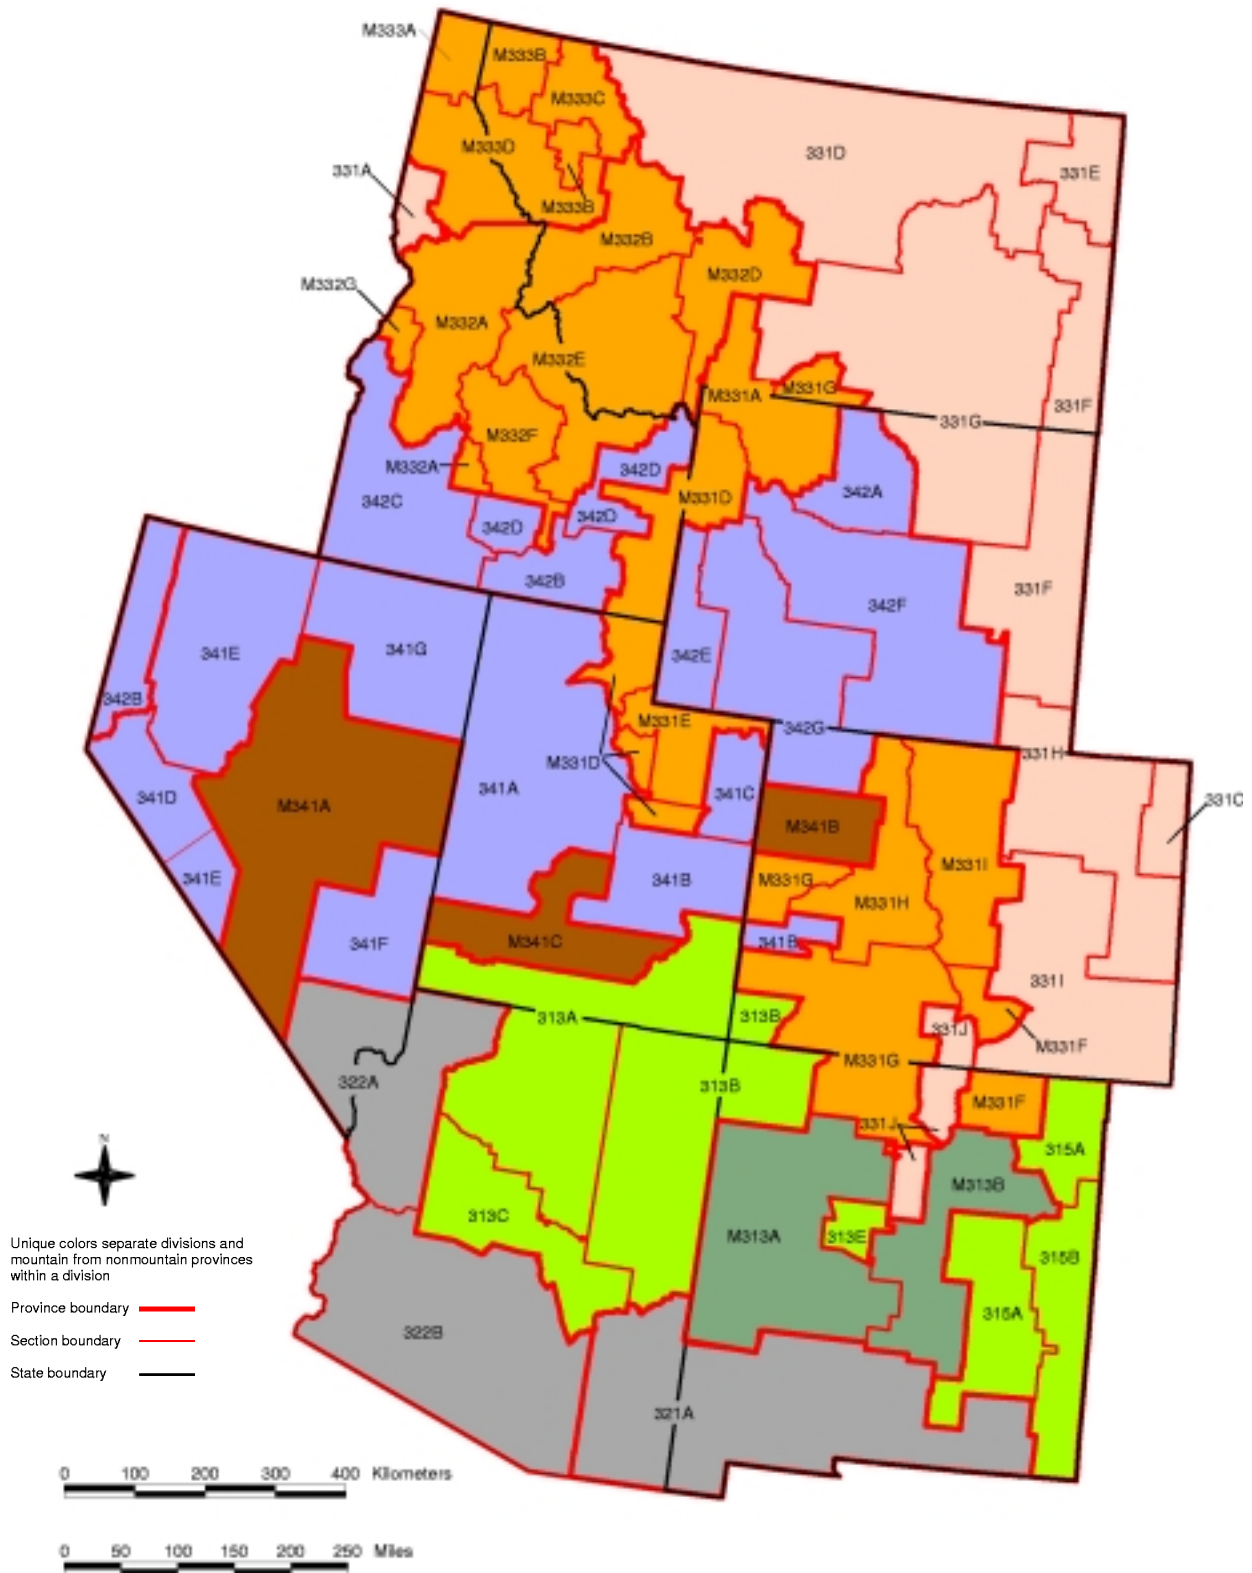 M333A
M333B
M333C
M333D
331D
331E
331A
M333B
M332B
M332D
M332G
M332A
M332E
M331A
M331G
331G
331F
M332F
M332A
342D
342A
342C
M331D
342D
342D
342B
331F
342F
341G
341E
342E
342B
M331E
342G
331H
M331D
341A
341C
341D
M341A
331C
M341B
M331I
341E
341B
M331G
M331H
341F
M341C
341B
331I
313A
313B
331J
M331F
M331G
322A
313B
M331F
331J
315A
M313B
313C
M313A
313E
315B
315A
322B
321A
N
Unique colors separate divisions and
mountain from nonmountain provinces
within a division
Province boundary
Section boundary
State boundary
0 100 200 300 400 Kilometers
0 50 100 150 200 250 Miles